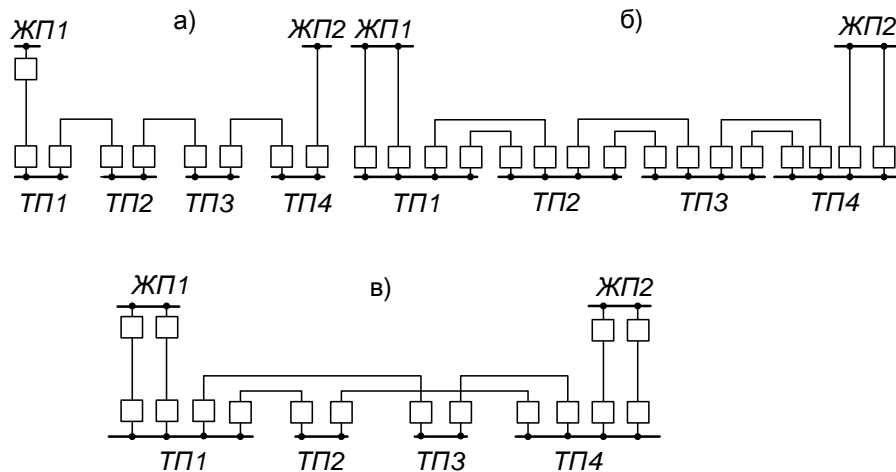 ЖП1 а) ЖП2 ЖП1 б) ЖП2
ТП1 ТП2 ТП3 ТП4 ТП1 ТП2 ТП3 ТП4
ЖП1 в) ЖП2
ТП1 ТП2 ТП3 ТП4